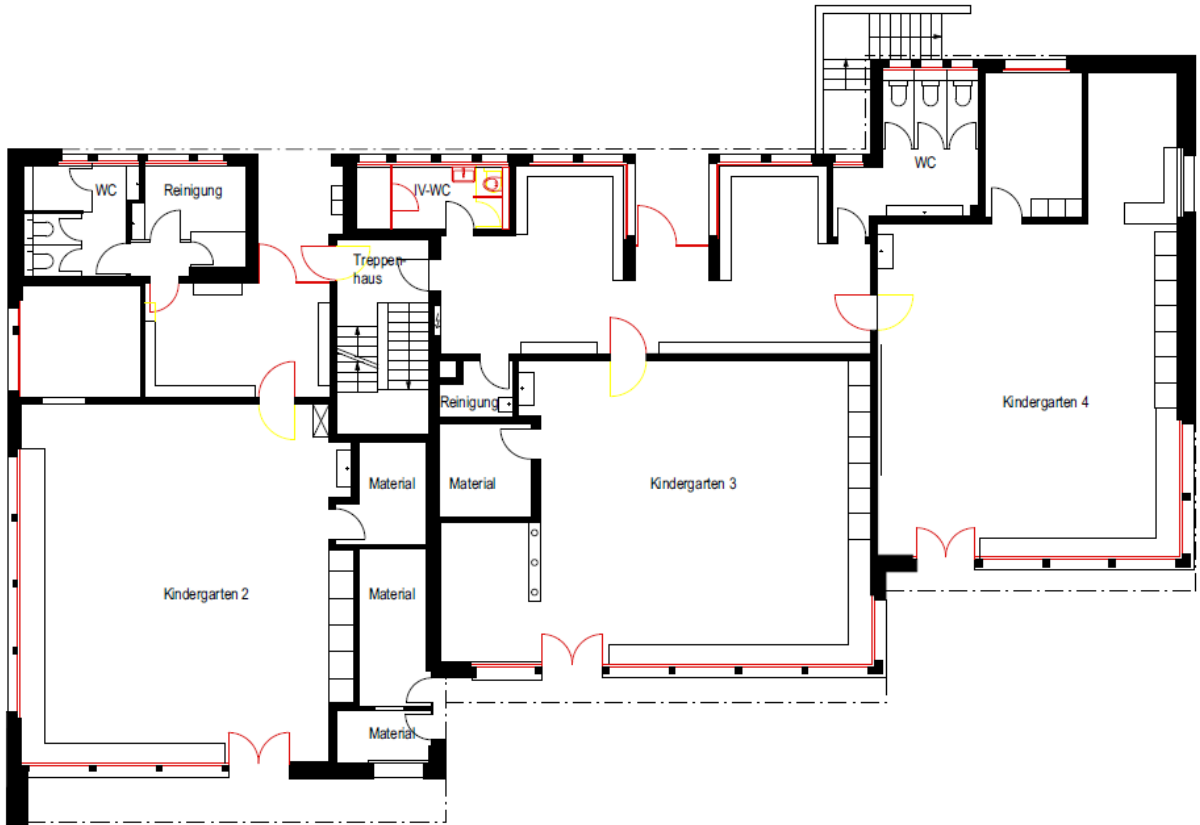 WC
WC
Reinigung
IV-WC
Treppen-
haus
Reinigung
Kindergarten 4
Material
Material
Kindergarten 3
Kindergarten 2
Material
Material